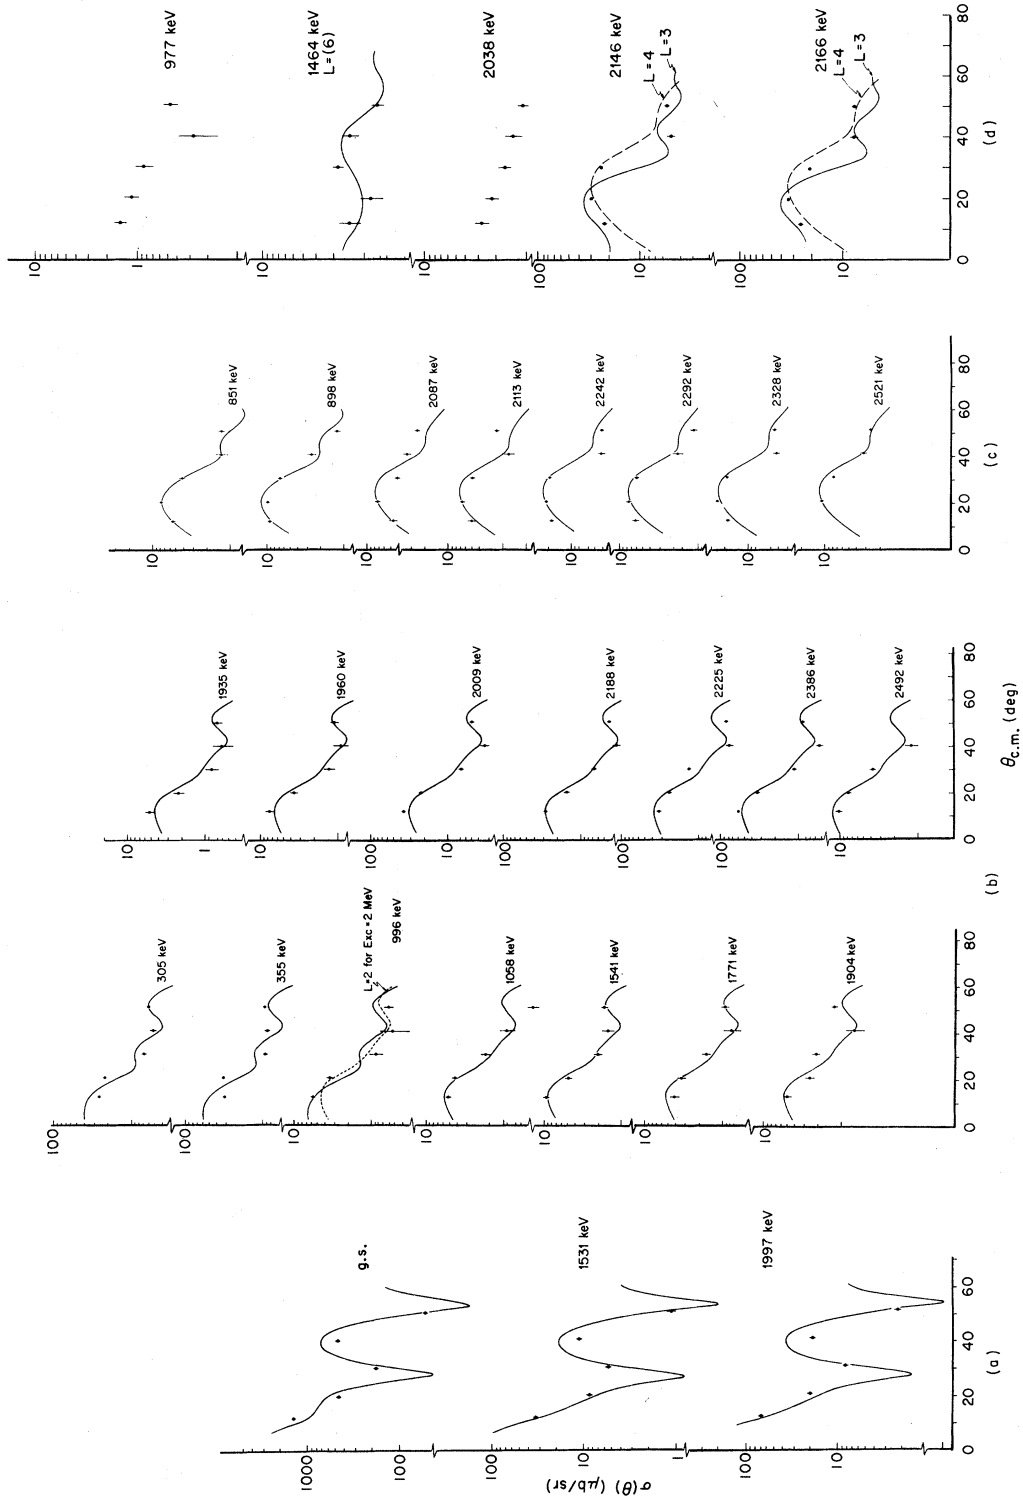 σ(θ) (μb/sr)
1000
100
100
10
1
100
10
0 20 40 60
g.s.
1531 keV
1997 keV
(a)
100
100
10
10
10
10
10
0 20 40 60 80
305 keV
355 keV
L=2 for Exc=2 MeV
996 keV
1058 keV
1541 keV
1771 keV
1904 keV
(b)
10
1
10
100
10
100
100
100
10
0 20 40 60 80
1935 keV
1960 keV
2009 keV
2188 keV
2225 keV
2386 keV
2492 keV
θc.m. (deg)
10
10
10
10
10
10
10
10
0 20 40 60 80
851 keV
898 keV
2087 keV
2113 keV
2242 keV
2292 keV
2328 keV
2521 keV
(c)
10
1
10
10
100
10
100
10
0 20 40 60 80
977 keV
1464 keV
L=(6)
2038 keV
2146 keV
L=4
L=3
2166 keV
L=4
L=3
(d)